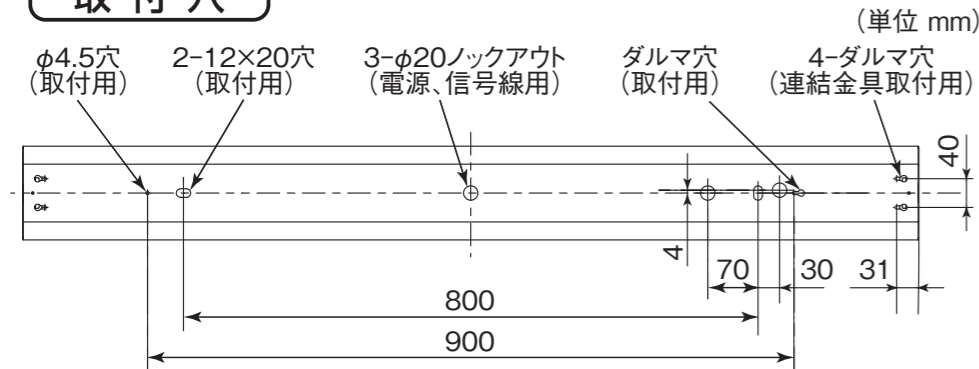 取付穴
(単位 mm)
φ4.5穴
(取付用)
2-12×20穴
(取付用)
3-φ20ノックアウト
(電源、信号線用)
ダルマ穴
(取付用)
4-ダルマ穴
(連結金具取付用)
40
4
70
30
31
800
900